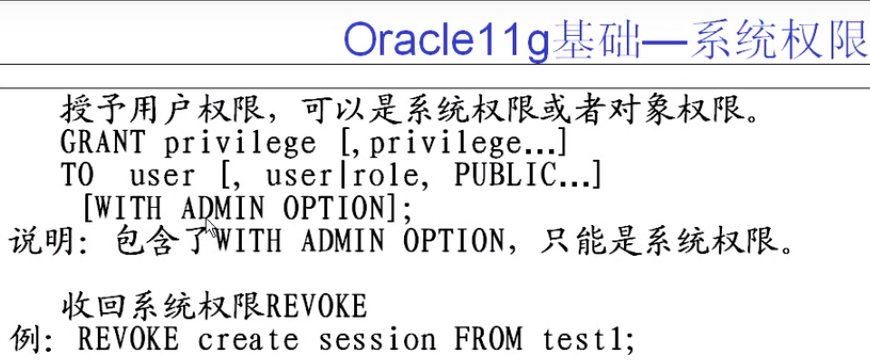 Oracle11g基础—系统权限
授予用户权限，可以是系统权限或者对象权限。
GRANT privilege [,privilege…]
TO user [, user|role, PUBLIC…]
[WITH ADMIN OPTION];
说明：包含了WITH ADMIN OPTION，只能是系统权限。
收回系统权限REVOKE
例：REVOKE create session FROM test1;